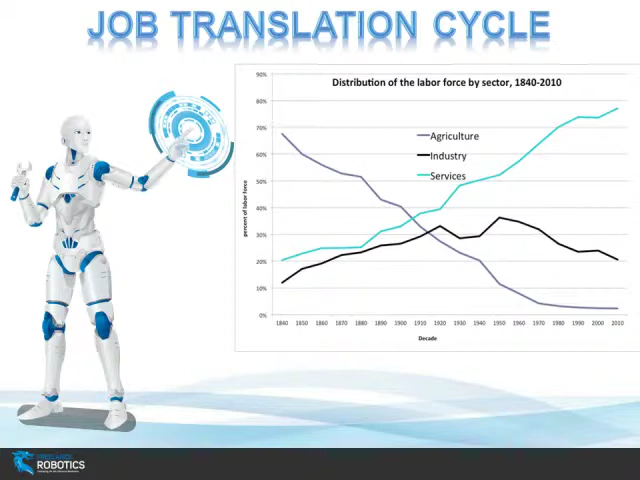 JOB TRANSLATION CYCLE
Distribution of the labor force by sector, 1840-2010
90%
80%
70%
60%
50%
40%
30%
20%
10%
0%
percent of labor force
Agriculture
Industry
Services
1840 1850 1860 1870 1880 1890 1900 1910 1920 1930 1940 1950 1960 1970 1980 1990 2000 2010
Decade
ROBOTICS